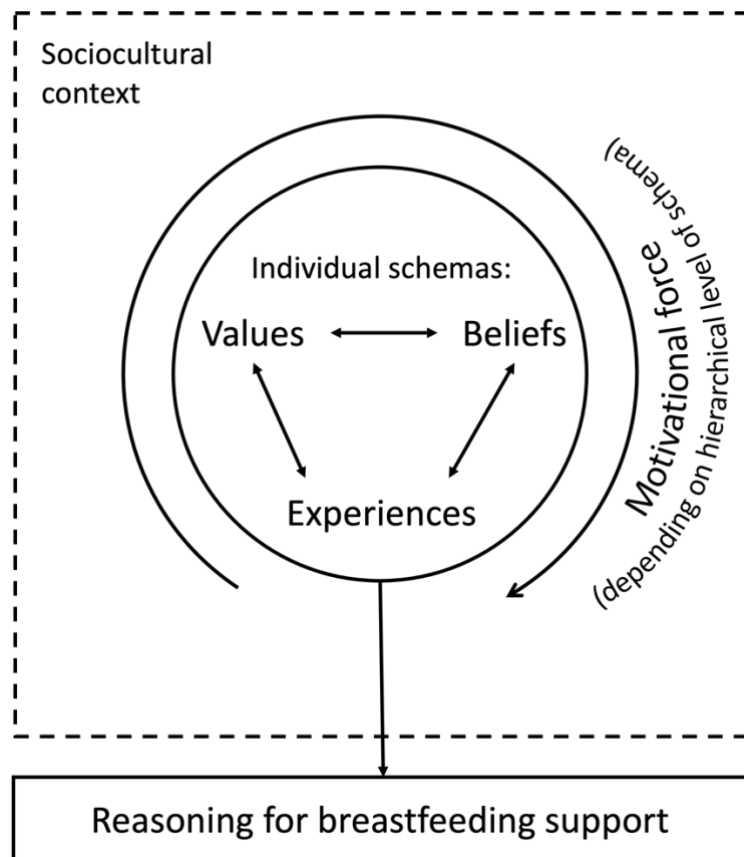 Sociocultural
context
Individual schemas:
Values
Beliefs
Experiences
Motivational force
(depending on hierarchical level of schema)
Reasoning for breastfeeding support